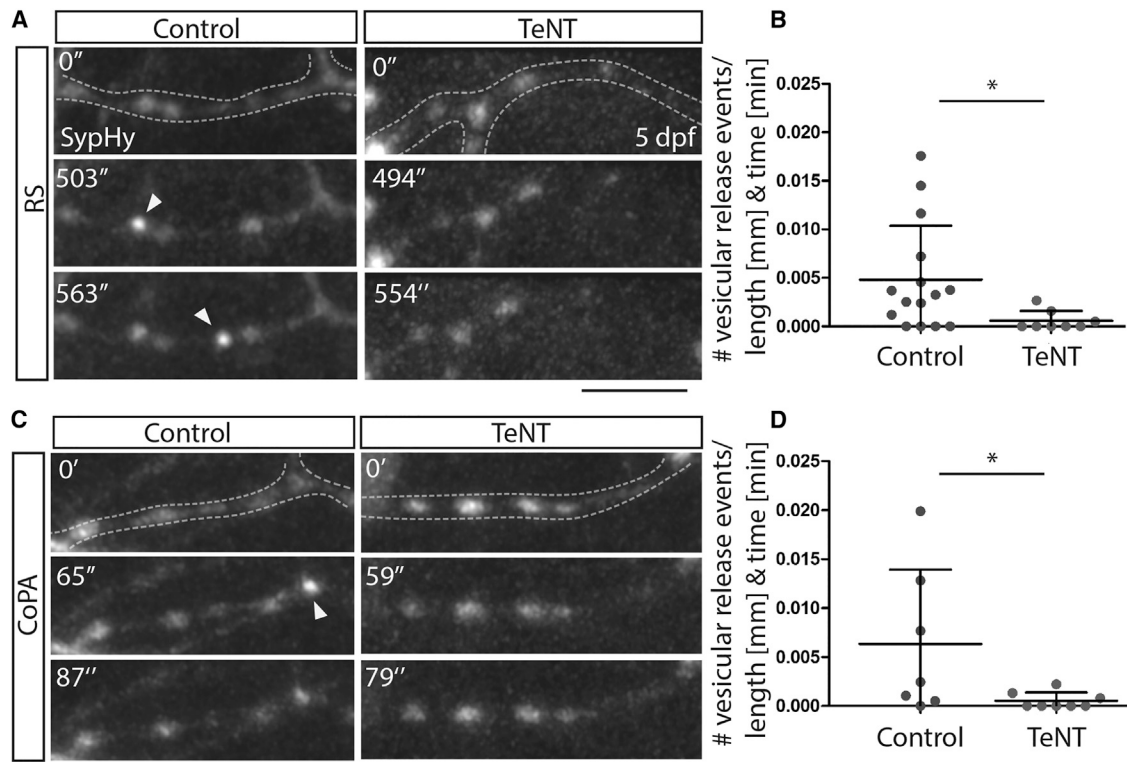 A
Control
TeNT
B
RS
0″
SypHy
0″
5 dpf
503″
494″
563″
554′′
# vesicular release events/
length [mm] & time [min]
0.025
0.020
0.015
0.010
0.005
0.000
*
Control
TeNT
C
Control
TeNT
D
CoPA
0′
0′
65″
59″
87′′
79′′
# vesicular release events/
length [mm] & time [min]
0.025
0.020
0.015
0.010
0.005
0.000
*
Control
TeNT